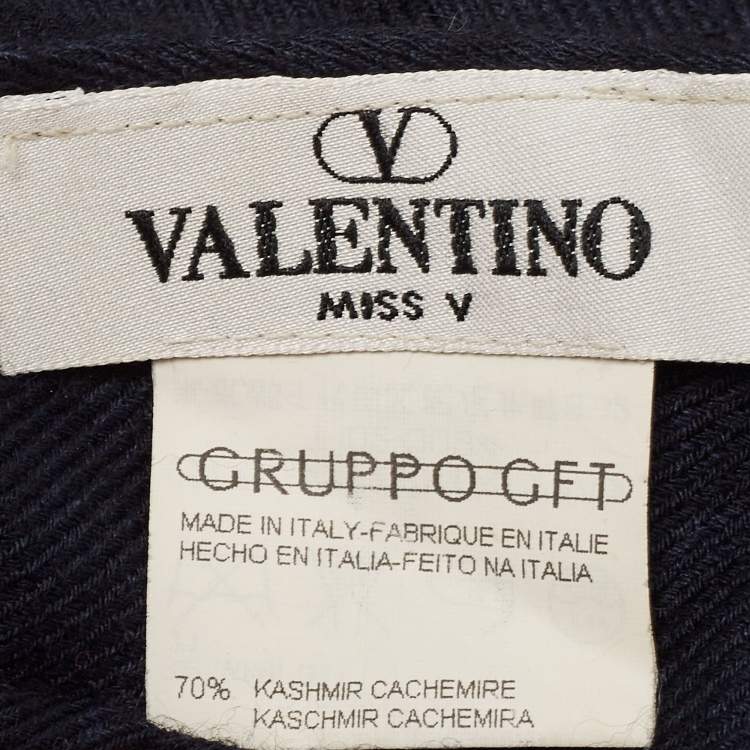 V
VALENTINO
MISS V
GRUPPO GFT
MADE IN ITALY-FABRIQUE EN ITALIE
HECHO EN ITALIA-FEITO NA ITALIA
70% KASHMIR CACHEMIRE
KASCHMIR CACHEMIRA